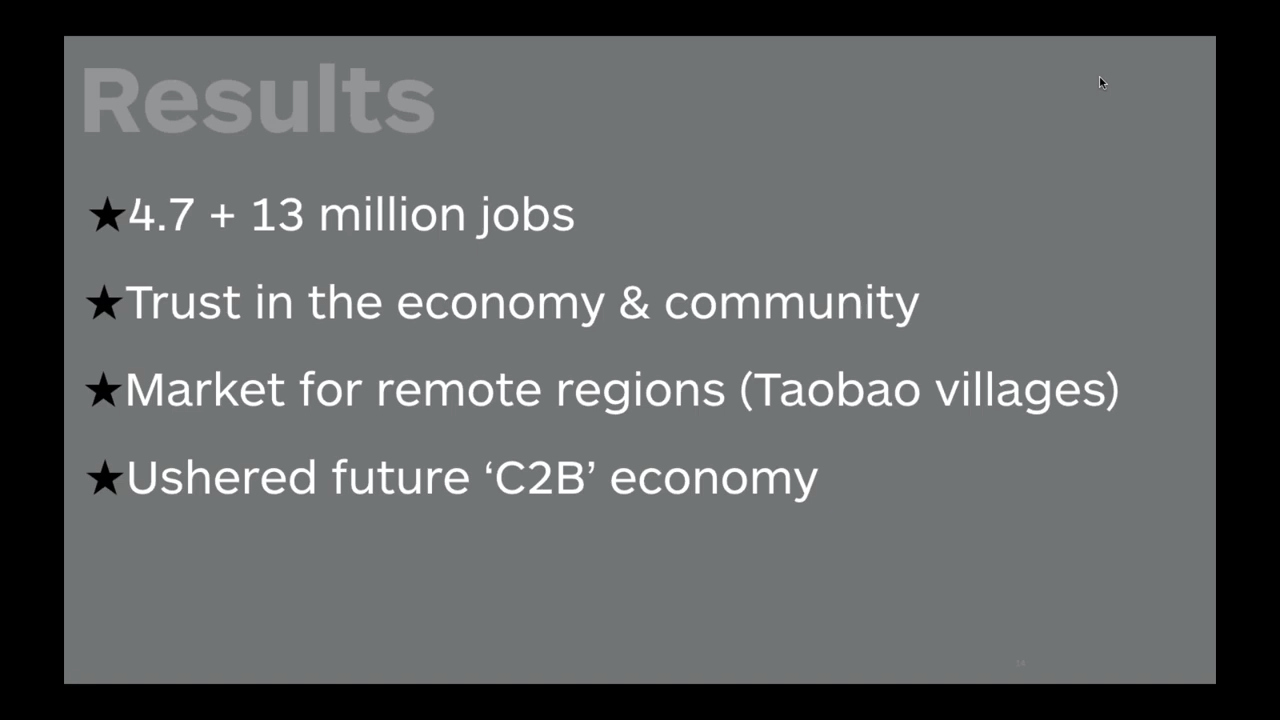 Results
★4.7 + 13 million jobs
★Trust in the economy & community
★Market for remote regions (Taobao villages)
★Ushered future ‘C2B’ economy
14